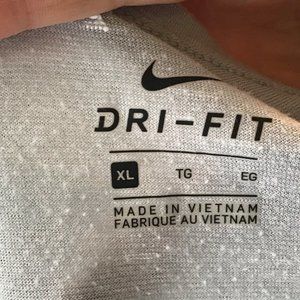 DRI-FIT
XL TG EG
MADE IN VIETNAM
FABRIQUE AU VIETNAM